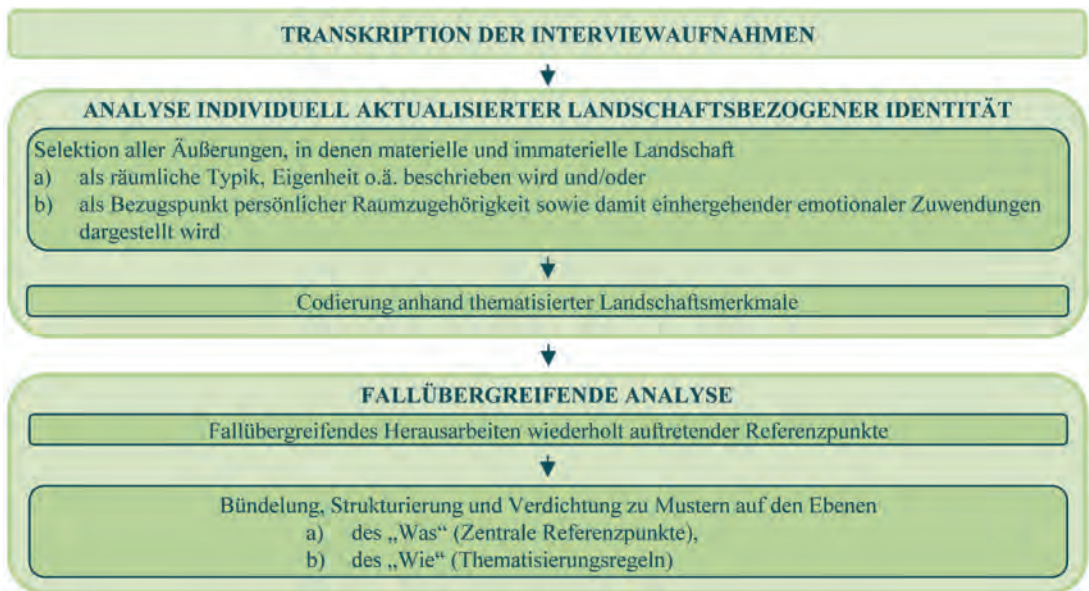 TRANSKRIPTION DER INTERVIEWAUFNAHMEN
ANALYSE INDIVIDUELL AKTUALISIERTER LANDSCHAFTSBEZOGENER IDENTITÄT
Selektion aller Äußerungen, in denen materielle und immaterielle Landschaft
a) als räumliche Typik, Eigenheit o.ä. beschrieben wird und/oder
b) als Bezugspunkt persönlicher Raumzugehörigkeit sowie damit einhergehender emotionaler Zuwendungen
dargestellt wird
Codierung anhand thematisierter Landschaftsmerkmale
FALLÜBERGREIFENDE ANALYSE
Fallübergreifendes Herausarbeiten wiederholt auftretender Referenzpunkte
Bündelung, Strukturierung und Verdichtung zu Mustern auf den Ebenen
a) des „Was“ (Zentrale Referenzpunkte),
b) des „Wie“ (Thematisierungsregeln)